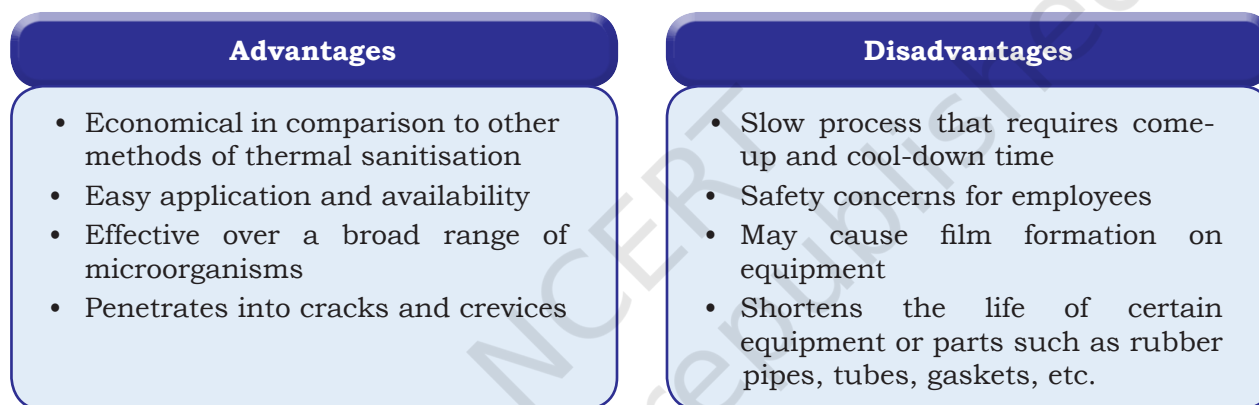 Advantages
• Economical in comparison to other
methods of thermal sanitisation
• Easy application and availability
• Effective over a broad range of
microorganisms
• Penetrates into cracks and crevices
Disadvantages
• Slow process that requires come-
up and cool-down time
• Safety concerns for employees
• May cause film formation on
equipment
• Shortens the life of certain
equipment or parts such as rubber
pipes, tubes, gaskets, etc.
NCERT
republished